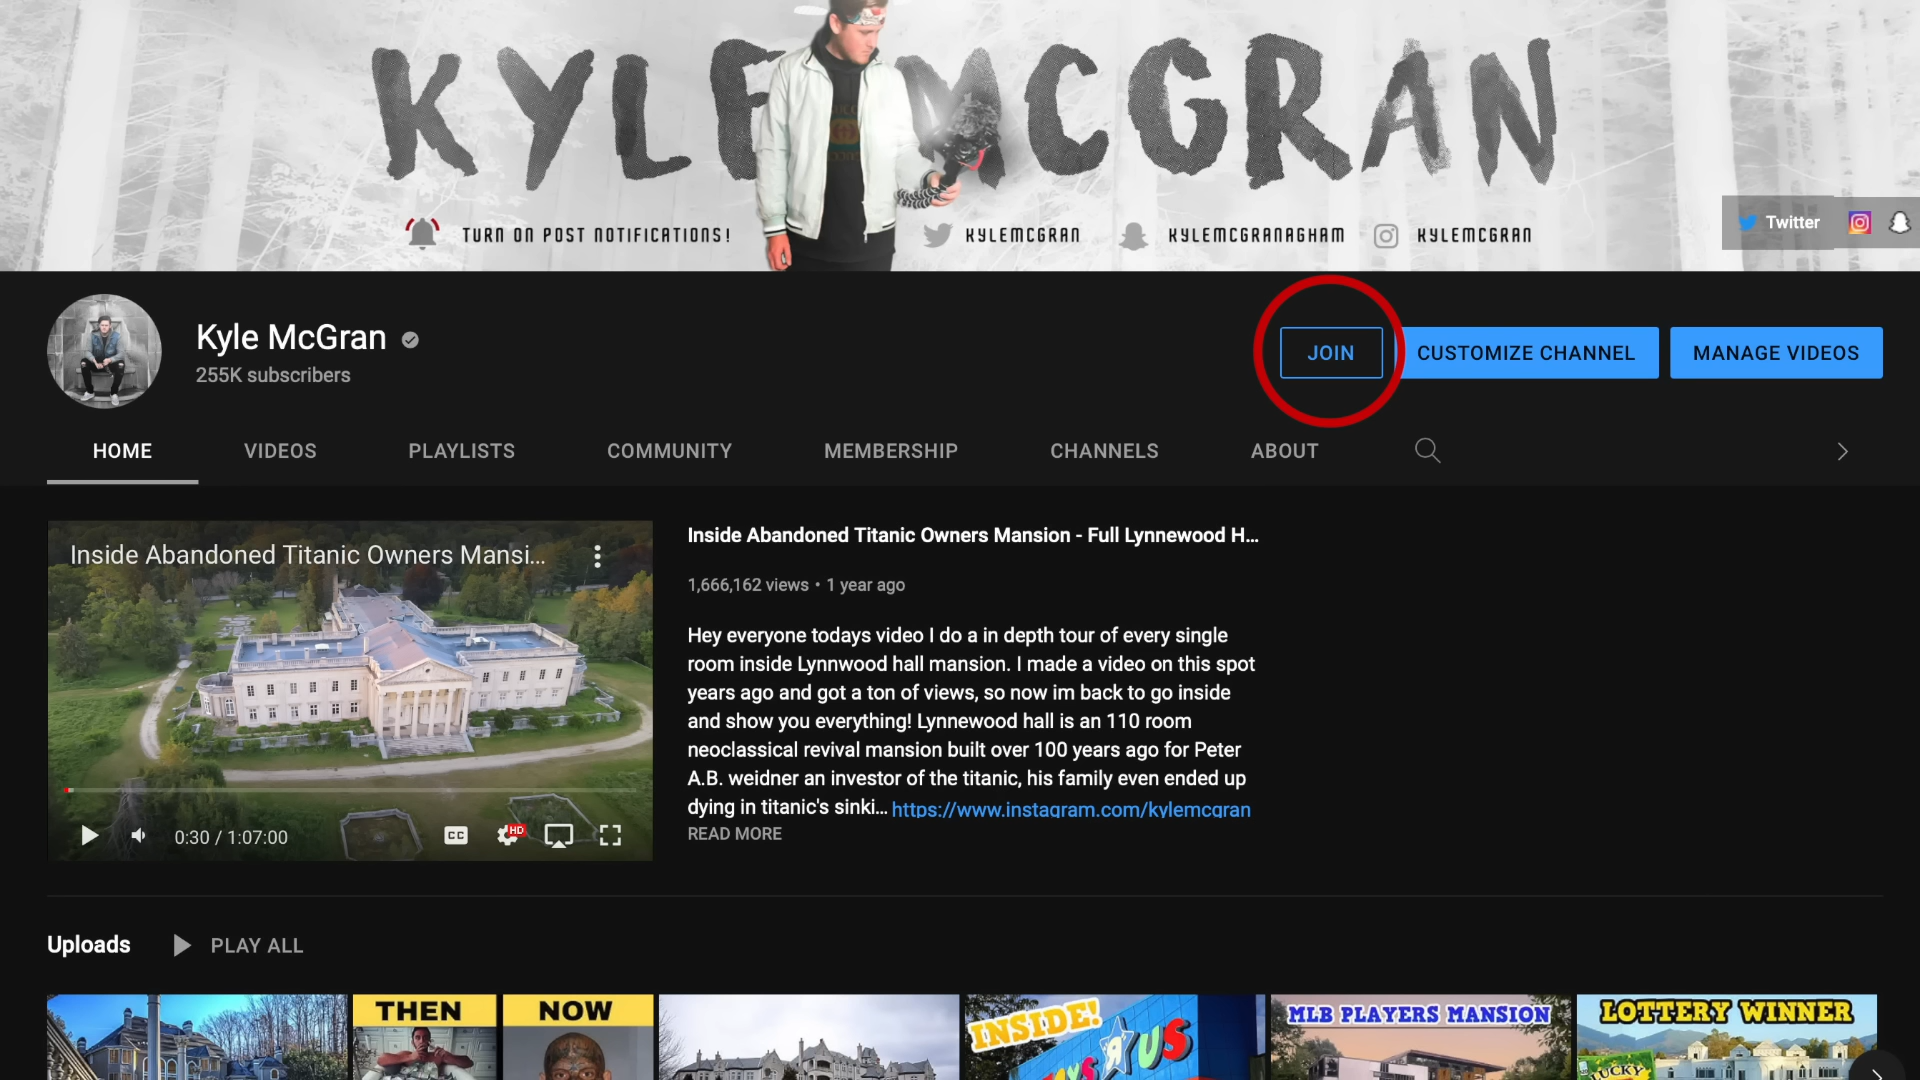 KYLE MCGRAN
TURN ON POST NOTIFICATIONS!
KYLEMCGRAN
KYLEMCGRANAGHAM
KYLEMCGRAN
Twitter
Kyle McGran
255K subscribers
JOIN
CUSTOMIZE CHANNEL
MANAGE VIDEOS
HOME
VIDEOS
PLAYLISTS
COMMUNITY
MEMBERSHIP
CHANNELS
ABOUT
Inside Abandoned Titanic Owners Mansi...
0:30 / 1:07:00
CC
HD
Inside Abandoned Titanic Owners Mansion - Full Lynnewood H...
1,666,162 views • 1 year ago
Hey everyone todays video I do a in depth tour of every single
room inside Lynnwood hall mansion. I made a video on this spot
years ago and got a ton of views, so now im back to go inside
and show you everything! Lynnewood hall is an 110 room
neoclassical revival mansion built over 100 years ago for Peter
A.B. weidner an investor of the titanic, his family even ended up
dying in titanic's sinki... https://www.instagram.com/kylemcgran
READ MORE
Uploads
PLAY ALL
THEN
NOW
INSIDE!
R US
MLB PLAYERS MANSION
LOTTERY WINNER
LUCKY